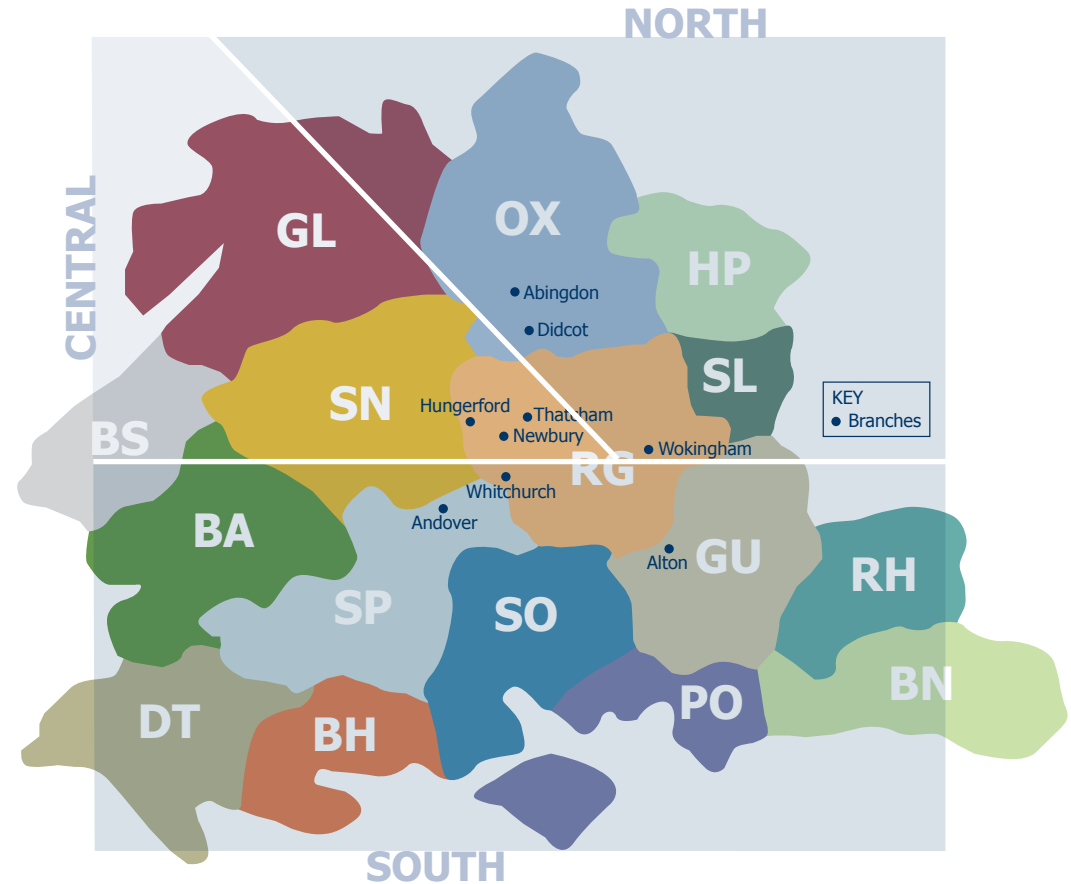 NORTH
CENTRAL
GL
OX
HP
Abingdon
Didcot
SN
SL
KEY
Branches
Hungerford
Thatcham
Newbury
BS
Wokingham
RG
Whitchurch
Andover
BA
GU
Alton
RH
SP
SO
BN
PO
DT
BH
SOUTH